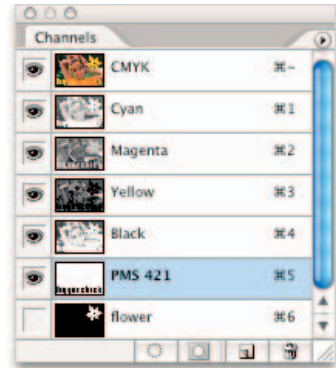 Channels
CMYK ⌘~
Cyan ⌘1
Magenta ⌘2
Yellow ⌘3
Black ⌘4
PMS 421 ⌘5
flower ⌘6